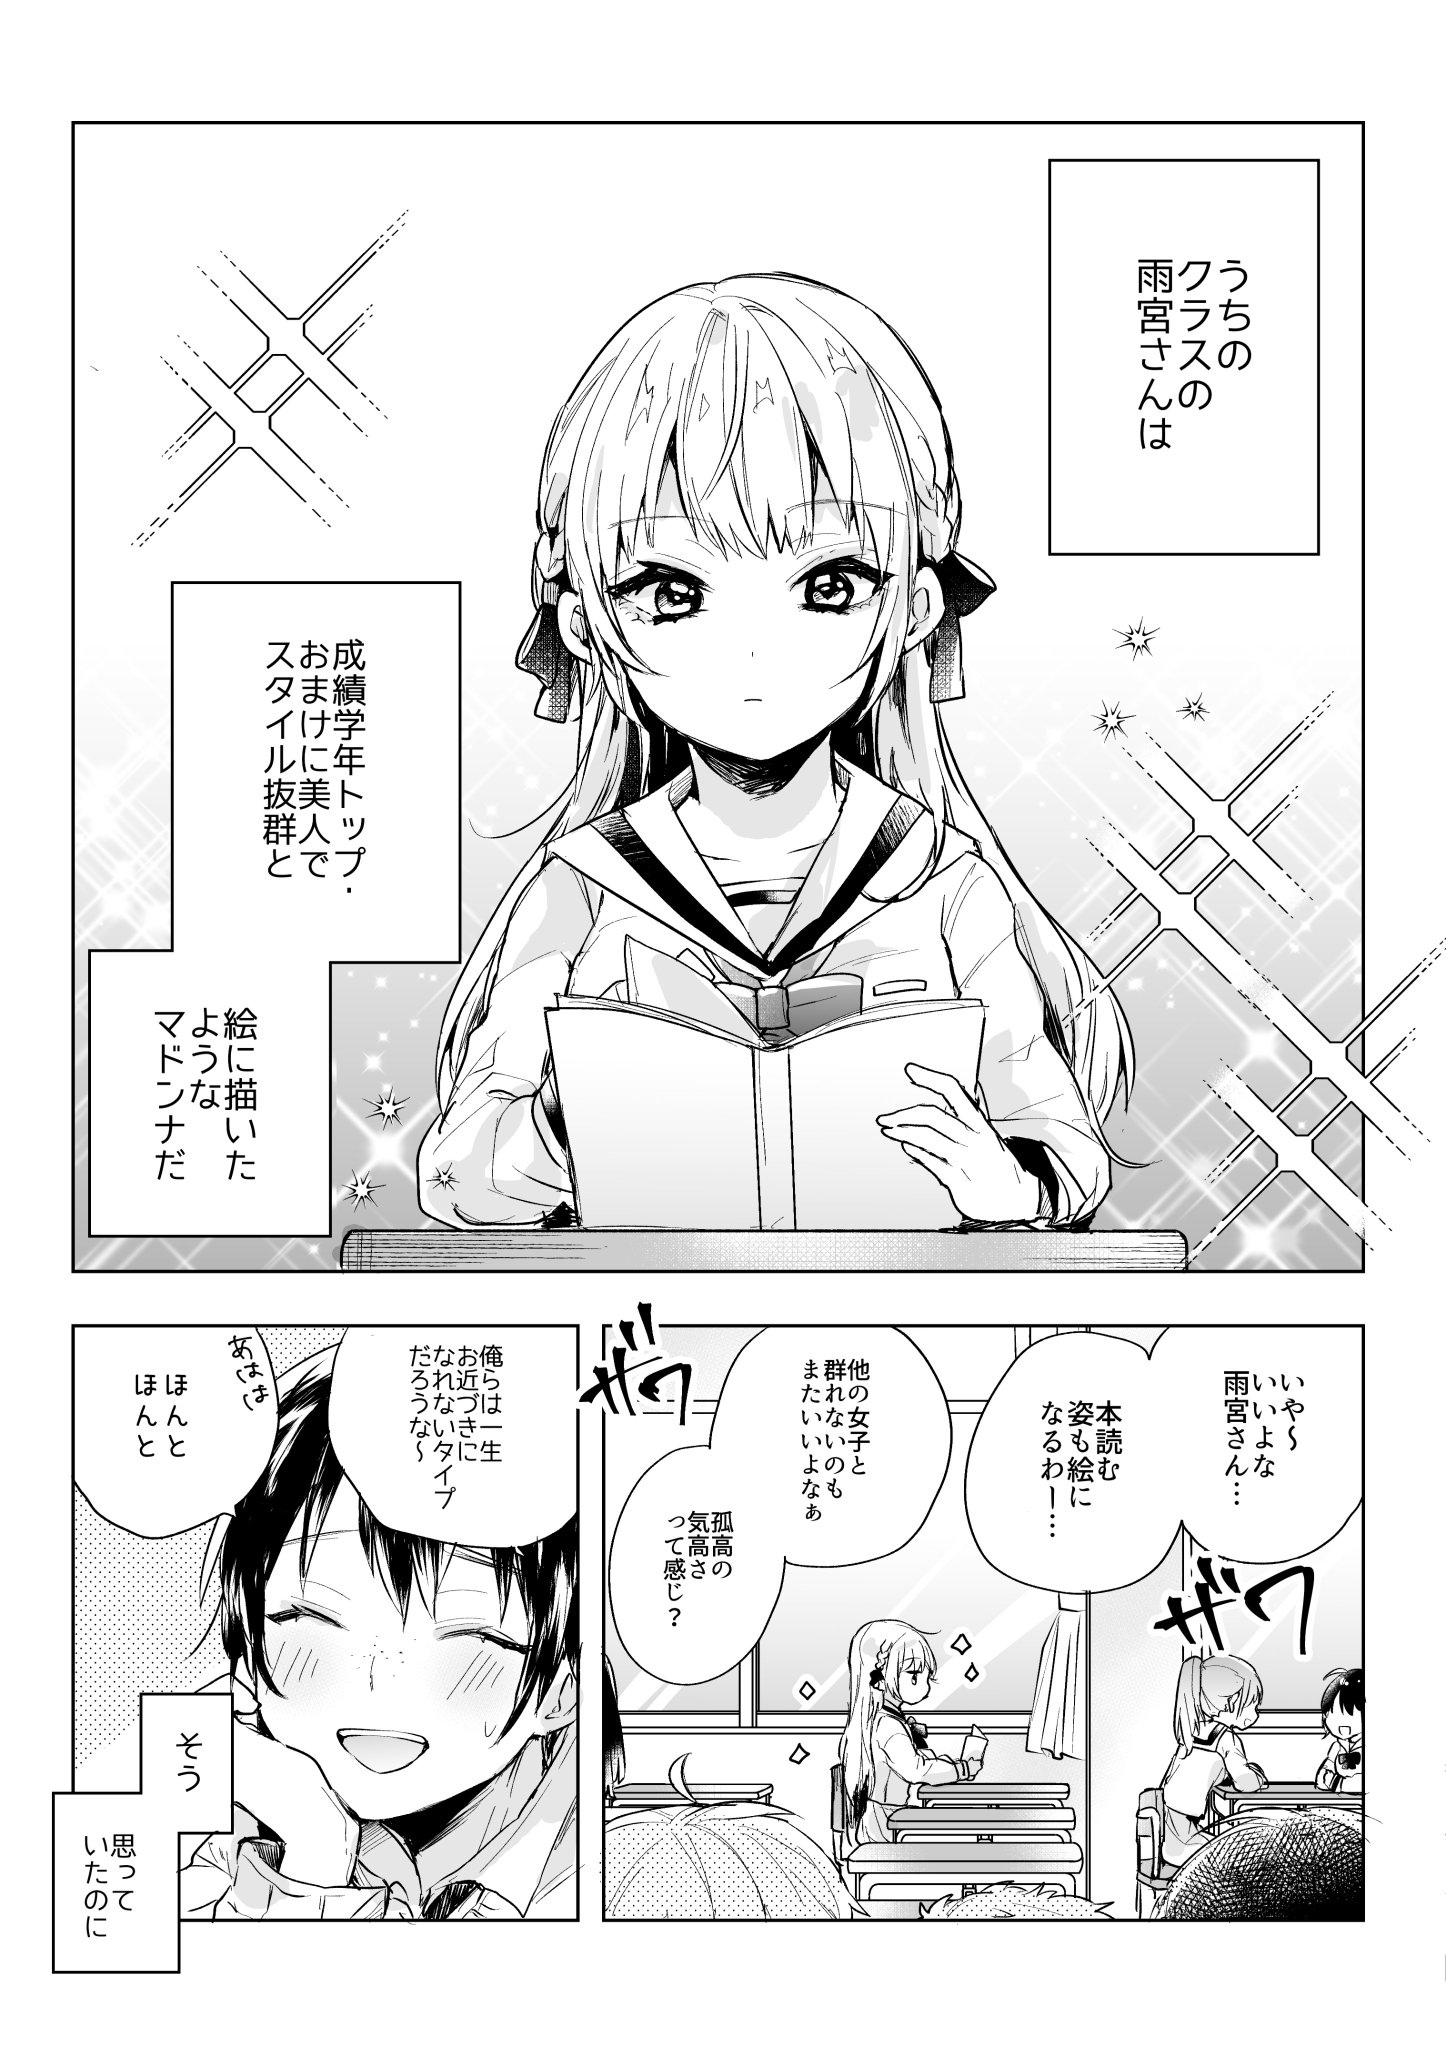 うちの
クラスの
雨宮さんは
成績学年トップ・
おまけに美人で
スタイル抜群と
絵に描いた
ような
マドンナだ
いや〜
いいよな
雨宮さん…
本読む
姿も絵に
なるわー…
ザワ
他の女子と
群れないのも
またいいよなぁ
孤高の
気高さ
って感じ？
ザワ
俺らは一生
お近づきに
なれないタイプ
だろうな〜
あはは
ほんと
ほんと
そう
思って
いたのに